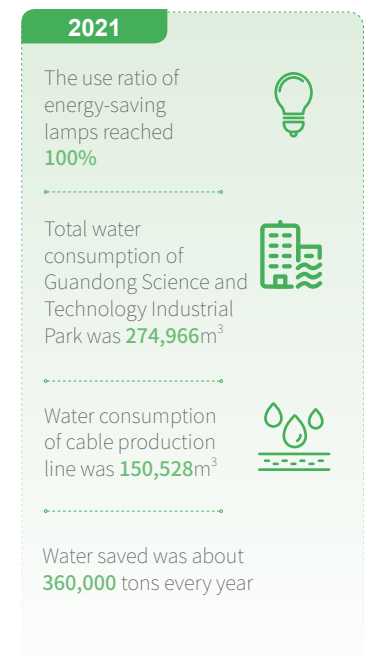 2021
The use ratio of
energy-saving
lamps reached
100%
Total water
consumption of
Guandong Science and
Technology Industrial
Park was 274,966m³
Water consumption
of cable production
line was 150,528m³
Water saved was about
360,000 tons every year